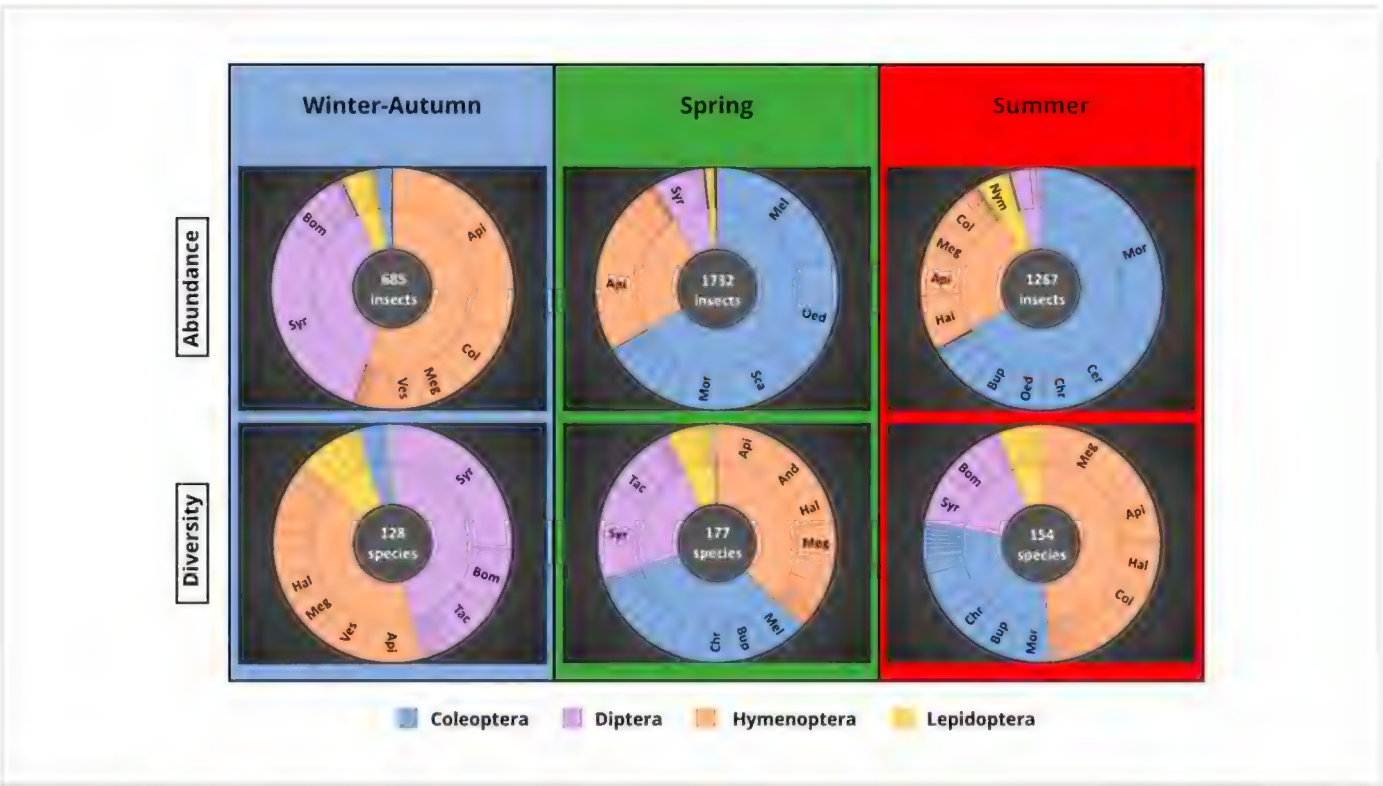 Winter-Autumn
Spring
Summer
Abundance
Api
Col
Meg
Ves
Syr
Bom
685
insects
Mel
Oed
Sca
Mor
Api
Syr
1732
insects
Mor
Cer
Chr
Oed
Bup
Hal
Api
Meg
Col
Nym
1267
insects
Diversity
Syr
Bom
Tac
Api
Ves
Meg
Hal
128
species
Api
And
Hal
Meg
Mel
Bup
Chr
Syr
Tac
177
species
Meg
Api
Hal
Col
Mor
Bup
Chr
Syr
Bom
154
species
Coleoptera
Diptera
Hymenoptera
Lepidoptera